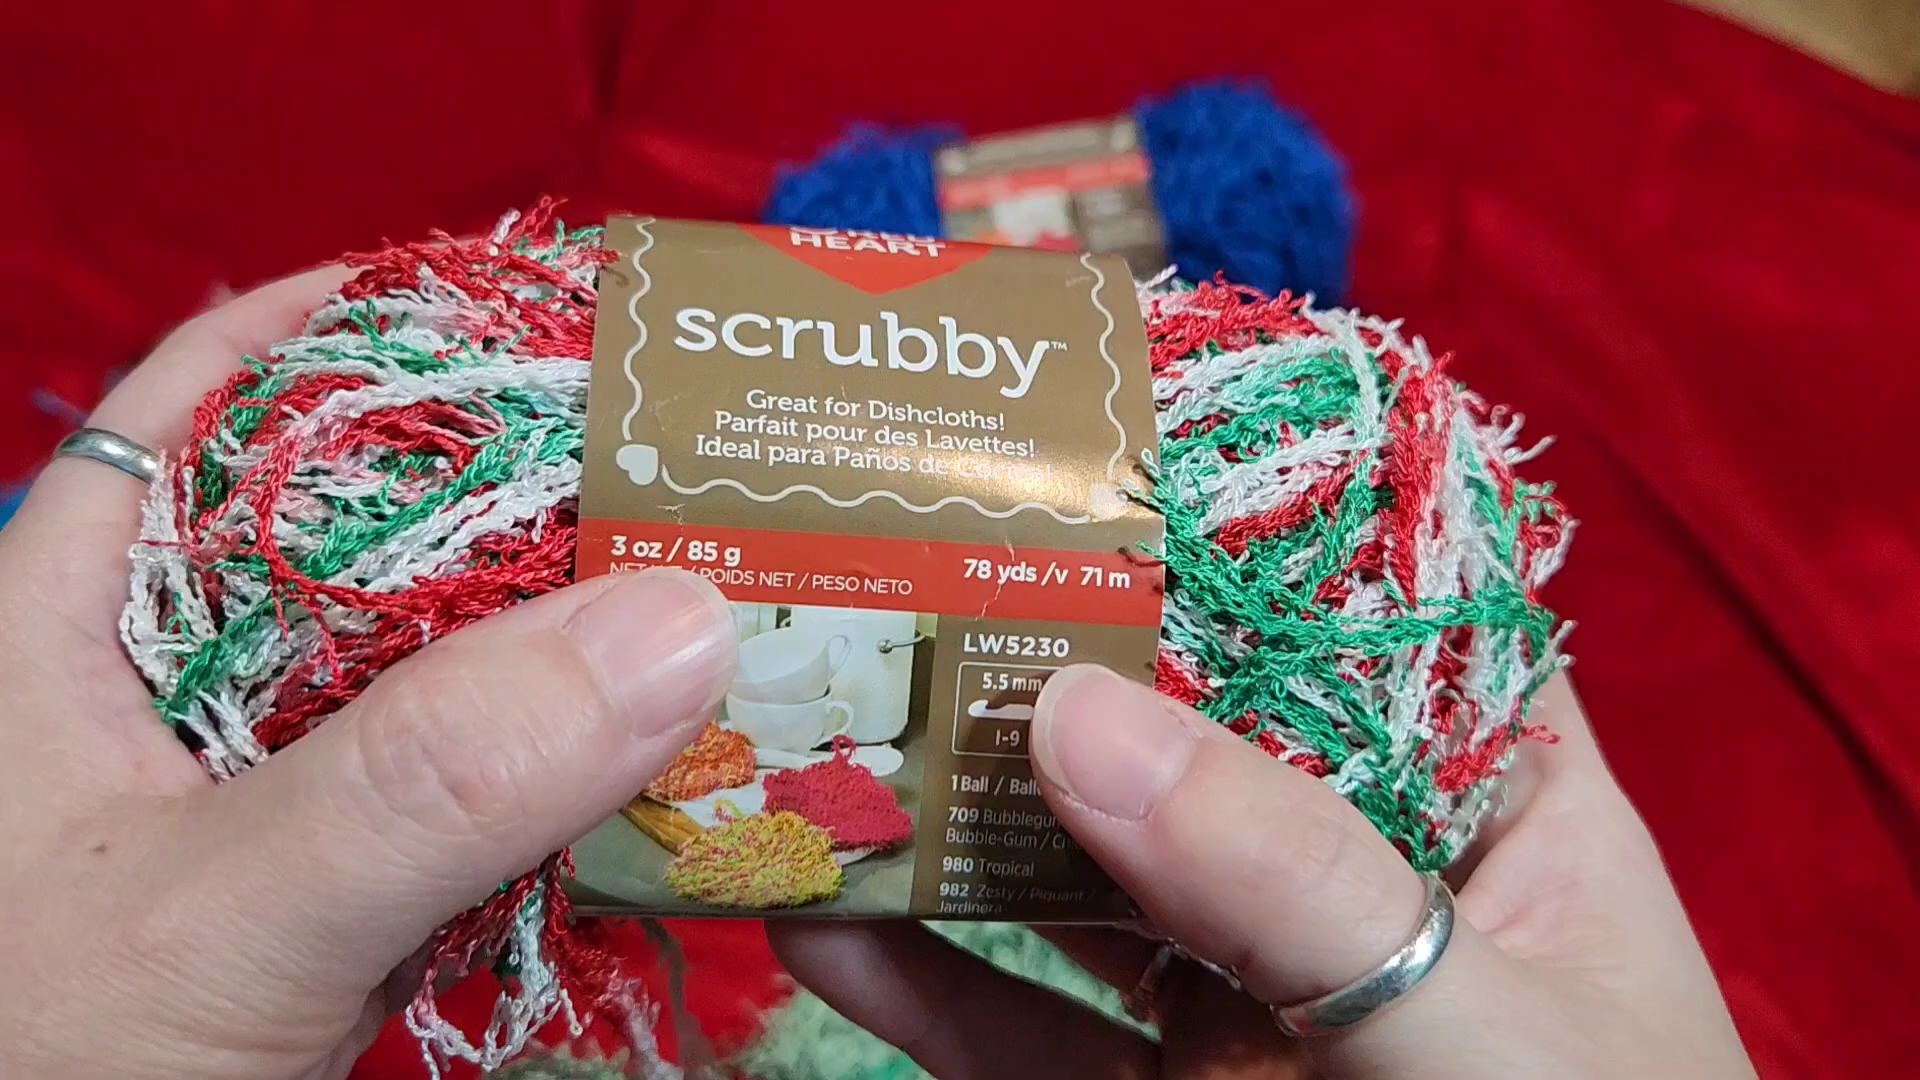 HEART
scrubby™
Great for Dishcloths!
Parfait pour des Lavettes!
Ideal para Paños de
3 oz / 85 g
POIDS NET / PESO NETO
78 yds /v 71 m
LW5230
5.5 mm
I-9
1 Ball /
709
Bubble-Gum /
980 Tropical
982 Zesty / Piquant /
Jardinera